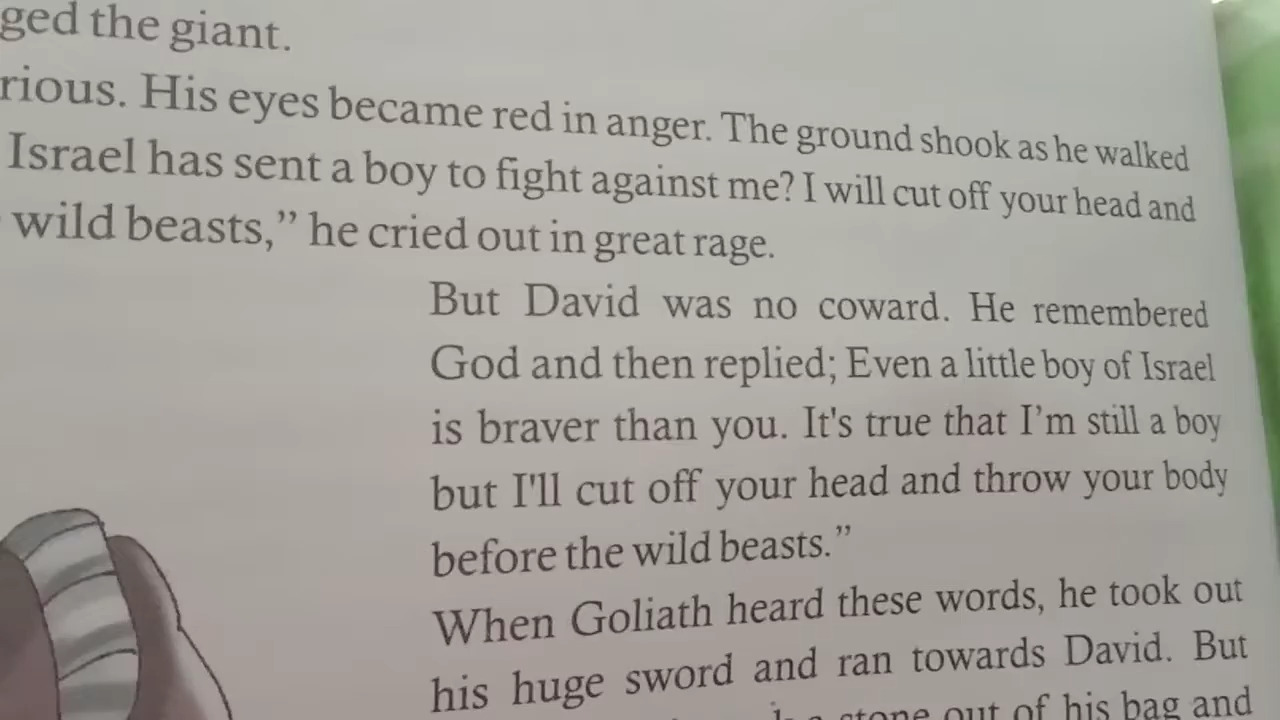 ged the giant.
rious. His eyes became red in anger. The ground shook as he walked
Israel has sent a boy to fight against me? I will cut off your head and
wild beasts,” he cried out in great rage.
But David was no coward. He remembered
God and then replied; Even a little boy of Israel
is braver than you. It's true that I’m still a boy
but I'll cut off your head and throw your body
before the wild beasts.”
When Goliath heard these words, he took out
his huge sword and ran towards David. But
stone out of his bag and